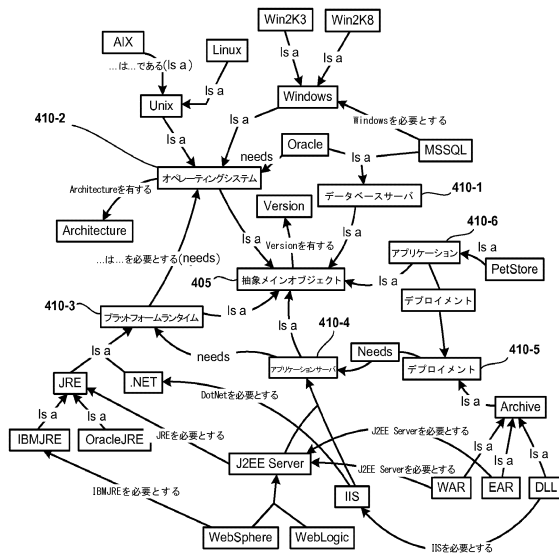 Win2K3
Win2K8
AIX
Linux
Is a
Is a
…は…である(Is a)
Is a
Unix
Windows
Is a
Is a
Windowsを必要とする
410-2
Oracle
MSSQL
needs
Is a
オペレーティングシステム
データベースサーバ
410-1
Architectureを有する
Version
410-6
Architecture
Is a
Versionを有する
Is a
アプリケーション
Is a
…は…を必要とする(needs)
PetStore
405
抽象メインオブジェクト
Is a
デプロイメント
410-3
プラットフォームランタイム
Is a
Is a
410-4
410-5
needs
アプリケーションサーバ
Needs
デプロイメント
Is a
JRE
.NET
DotNetを必要とする
Is a
Archive
Is a
Is a
IBMJRE
OracleJRE
JREを必要とする
J2EE Serverを必要とする
Is a
Is a
Is a
J2EE Server
J2EE Serverを必要とする
IBMJREを必要とする
IIS
WAR
EAR
DLL
WebSphere
WebLogic
IISを必要とする